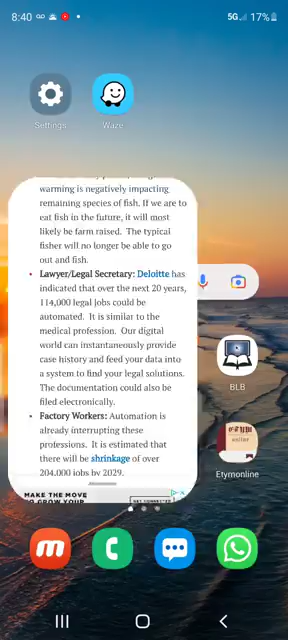 8:40
5G 17%
Settings
Waze
warming is negatively impacting
remaining species of fish. If we are to
eat fish in the future, it will most
likely be farm raised. The typical
fisher will no longer be able to go
out and fish.
• Lawyer/Legal Secretary: Deloitte has
indicated that over the next 20 years,
114,000 legal jobs could be
automated. It is similar to the
medical profession. Our digital
world can instantaneously provide
case history and feed your data into
a system to find your legal solutions.
The documentation could also be
filed electronically.
• Factory Workers: Automation is
already interrupting these
professions. It is estimated that
there will be shrinkage of over
204,000 jobs by 2029.
BLB
online
Etymonline
MAKE THE MOVE
TO GROW YOUR